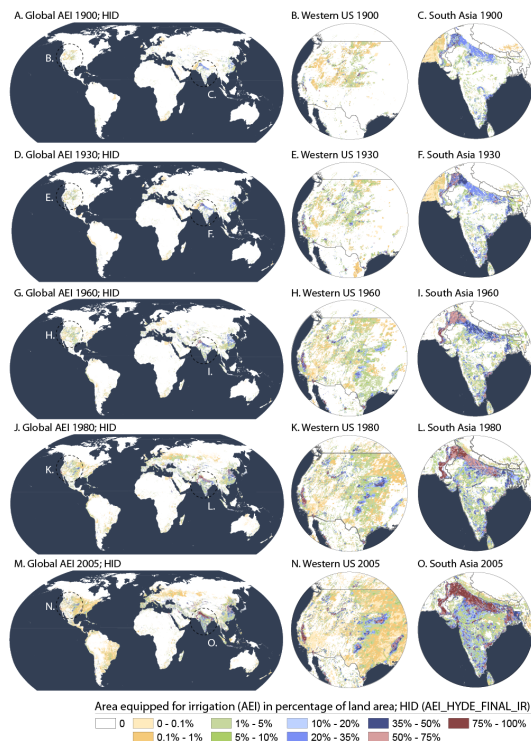 A. Global AEI 1900; HID
B. Western US 1900
C. South Asia 1900
B.
C.
D. Global AEI 1930; HID
E. Western US 1930
F. South Asia 1930
E.
F.
G. Global AEI 1960; HID
H. Western US 1960
I. South Asia 1960
H.
I.
J. Global AEI 1980; HID
K. Western US 1980
L. South Asia 1980
K.
L.
M. Global AEI 2005; HID
N. Western US 2005
O. South Asia 2005
N.
O.
Area equipped for irrigation (AEI) in percentage of land area; HID (AEI_HYDE_FINAL_IR)
0 0 - 0.1% 1% - 5% 10% - 20% 35% - 50% 75% - 100%
0.1% - 1% 5% - 10% 20% - 35% 50% - 75%